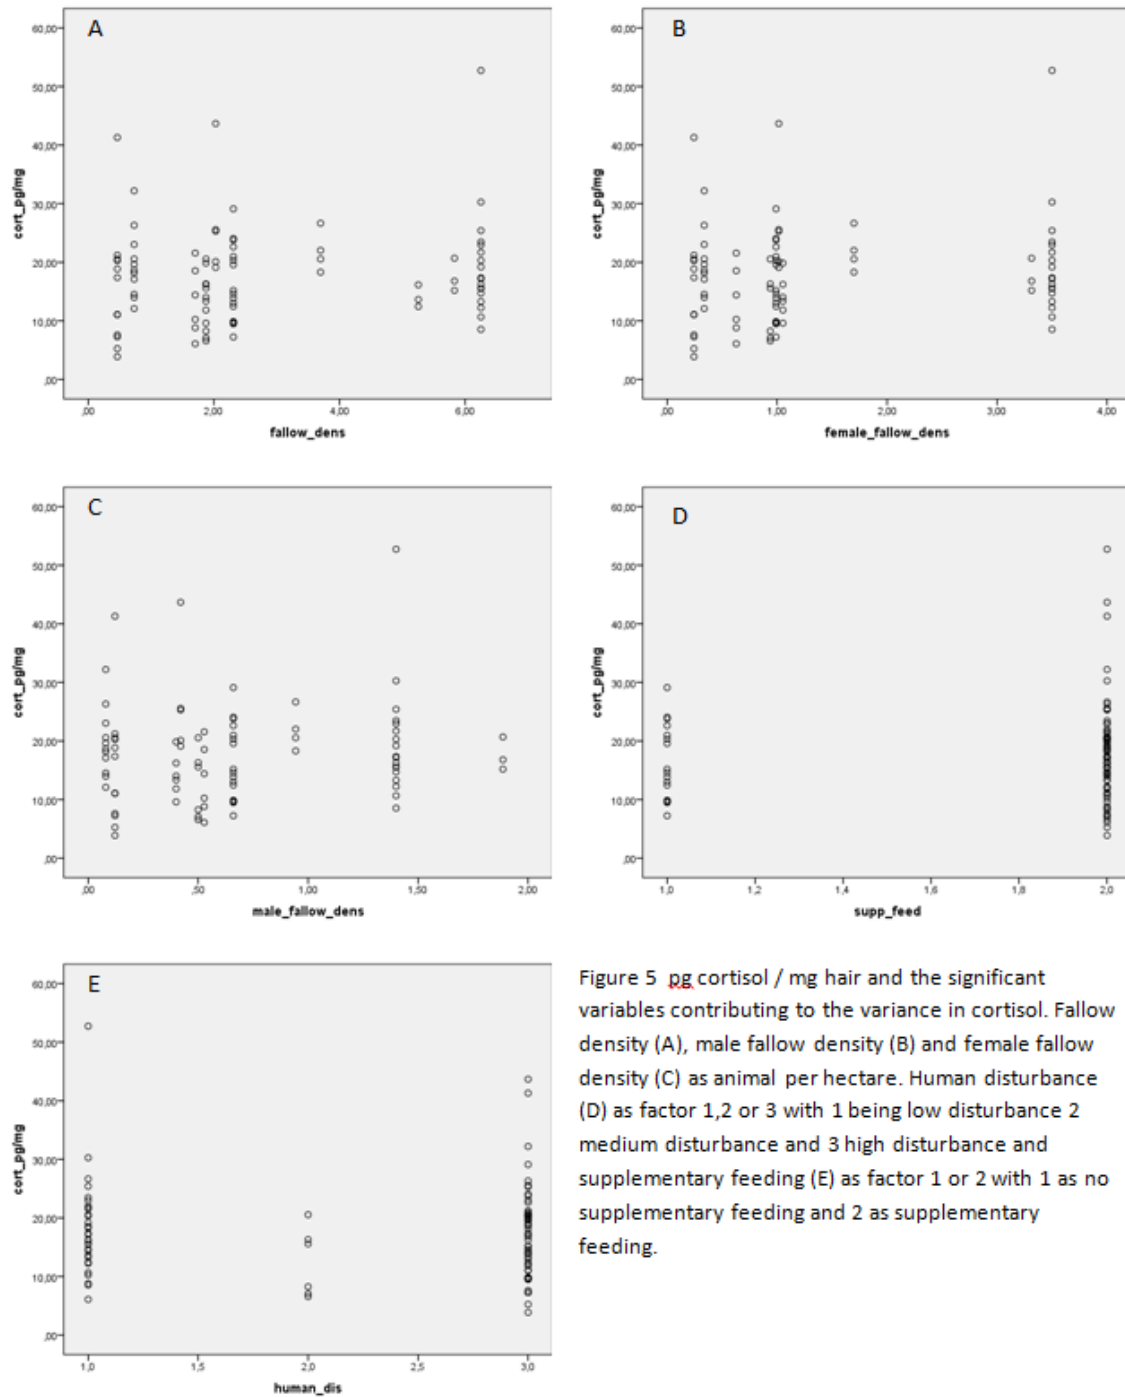 A
60,00
50,00
40,00
30,00
20,00
10,00
,00
cort_pg/mg
,00 2,00 4,00 6,00
fallow_dens
B
60,00
50,00
40,00
30,00
20,00
10,00
,00
cort_pg/mg
,00 1,00 2,00 3,00 4,00
female_fallow_dens
C
60,00
50,00
40,00
30,00
20,00
10,00
,00
cort_pg/mg
,00 ,50 1,00 1,50 2,00
male_fallow_dens
D
60,00
50,00
40,00
30,00
20,00
10,00
,00
cort_pg/mg
1,0 1,2 1,4 1,6 1,8 2,0
supp_feed
E
60,00
50,00
40,00
30,00
20,00
10,00
,00
cort_pg/mg
1,0 1,5 2,0 2,5 3,0
human_dis
Figure 5 pg cortisol / mg hair and the significant
variables contributing to the variance in cortisol. Fallow
density (A), male fallow density (B) and female fallow
density (C) as animal per hectare. Human disturbance
(D) as factor 1,2 or 3 with 1 being low disturbance 2
medium disturbance and 3 high disturbance and
supplementary feeding (E) as factor 1 or 2 with 1 as no
supplementary feeding and 2 as supplementary
feeding.